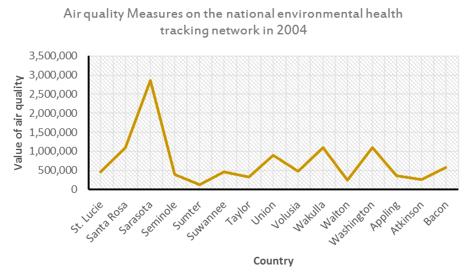 Air quality Measures on the national environmental health
tracking network in 2004
Value of air quality
3,500,000
3,000,000
2,500,000
2,000,000
1,500,000
1,000,000
500,000
0
St. Lucie
Santa Rosa
Sarasota
Seminole
Sumter
Suwannee
Taylor
Union
Volusia
Wakulla
Walton
Washington
Appling
Atkinson
Bacon
Country